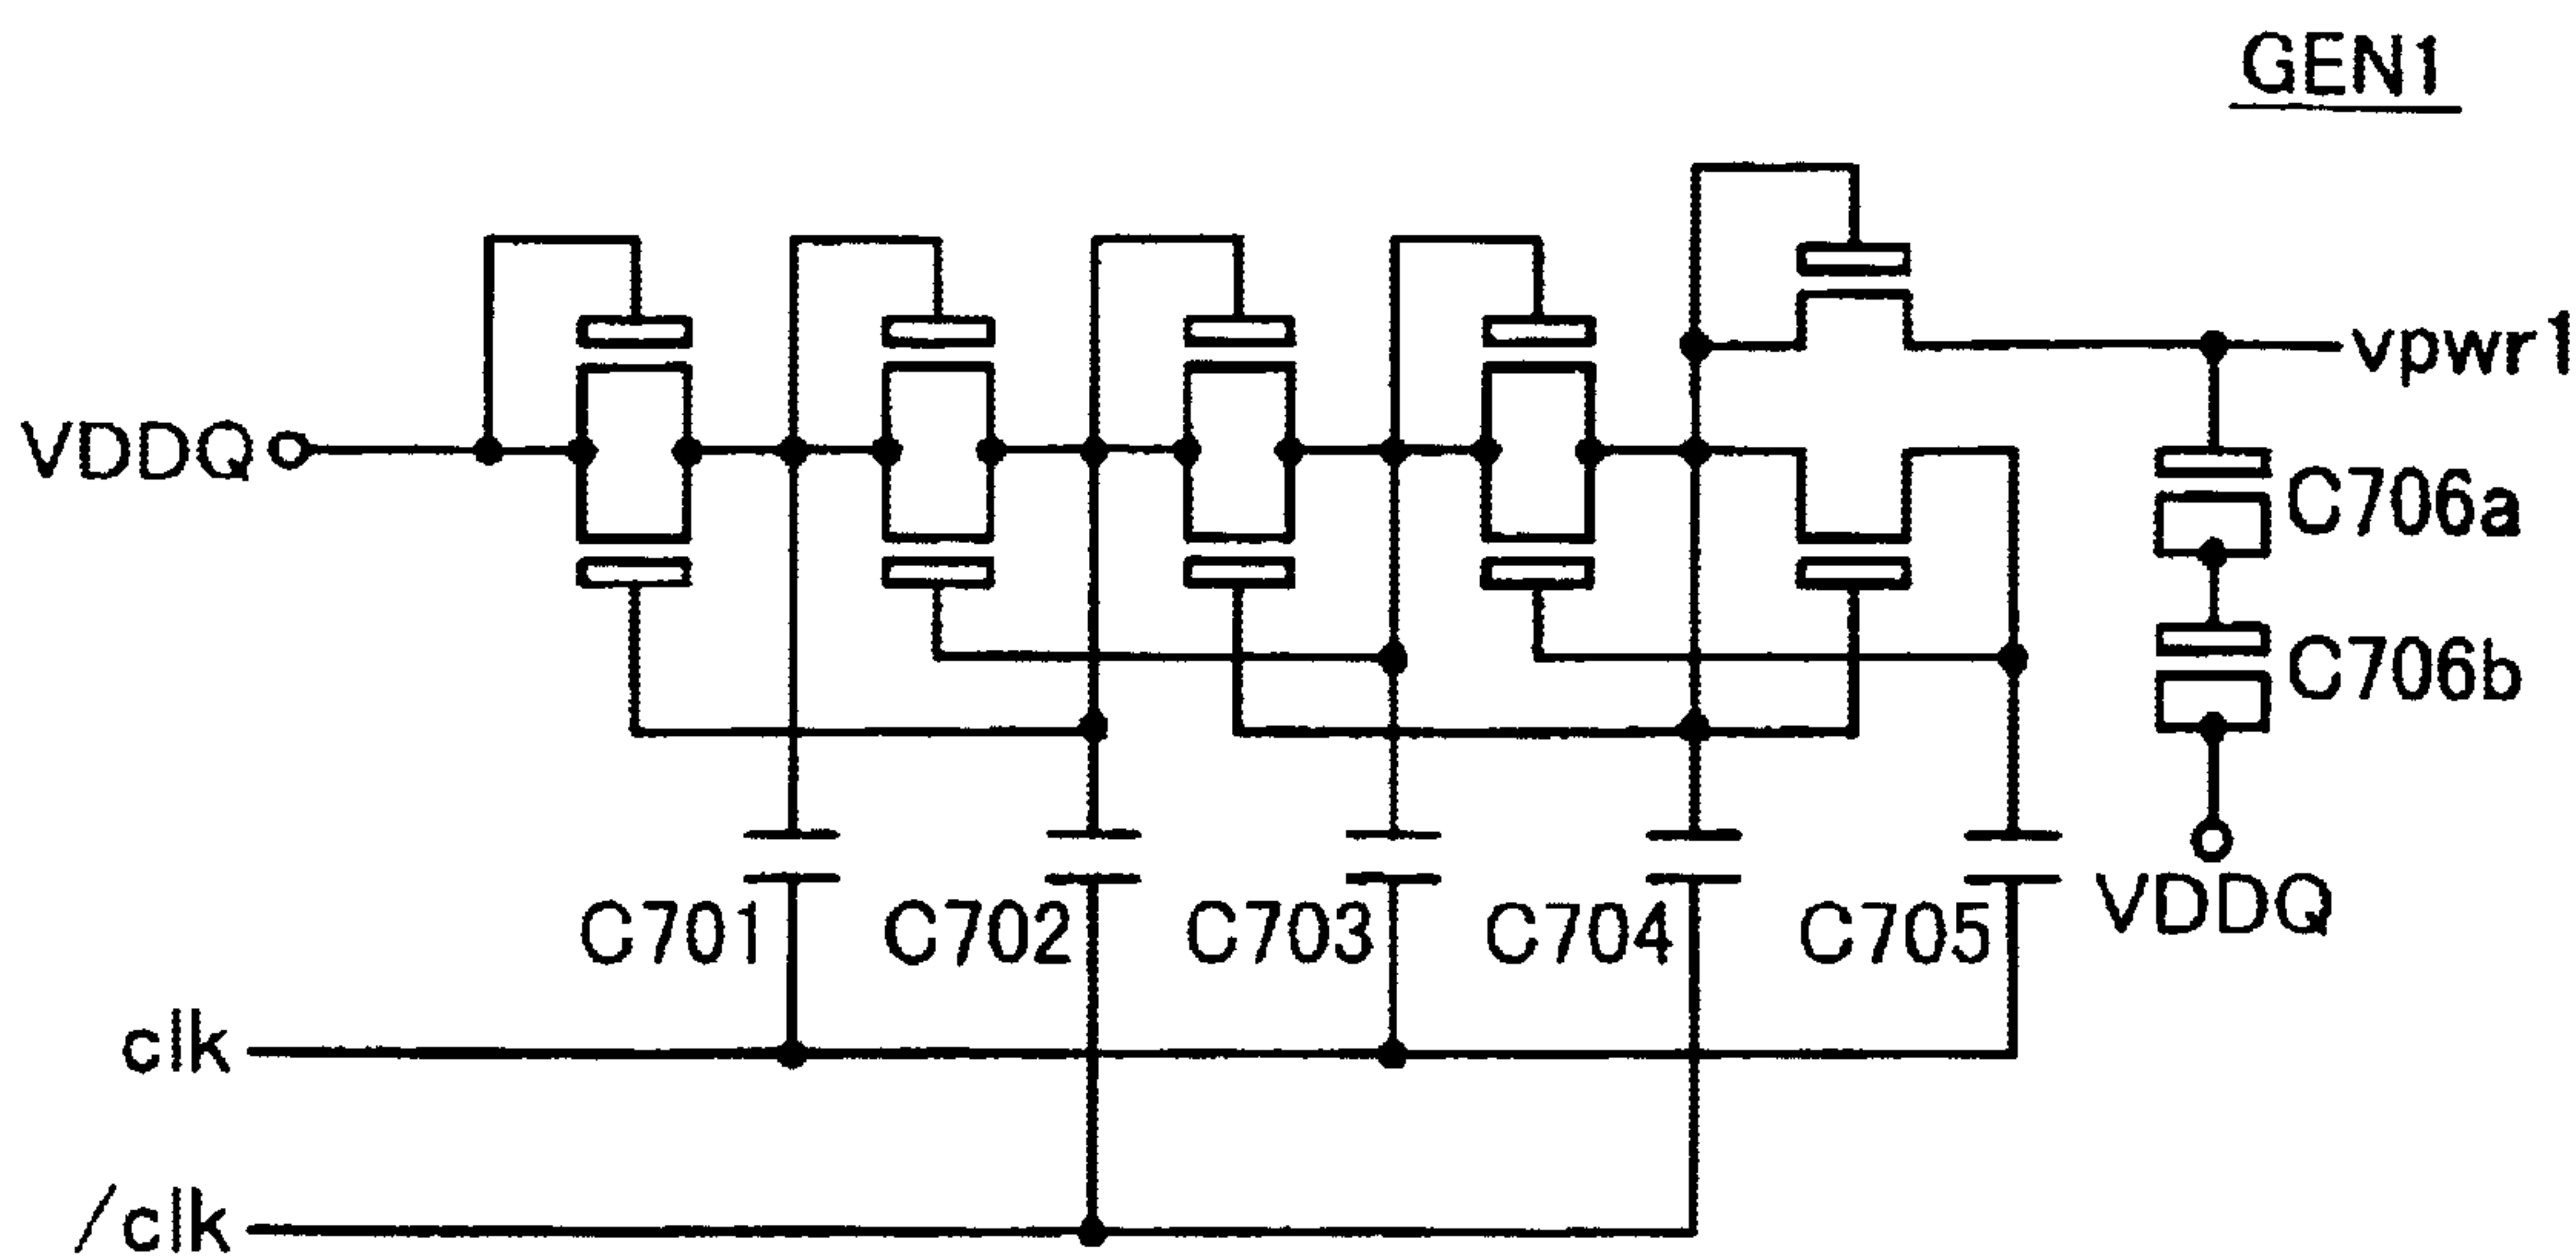 GEN1
vpwr1
VDDQ
C706a
C706b
C701
C702
C703
C704
C705
VDDQ
clk
/clk